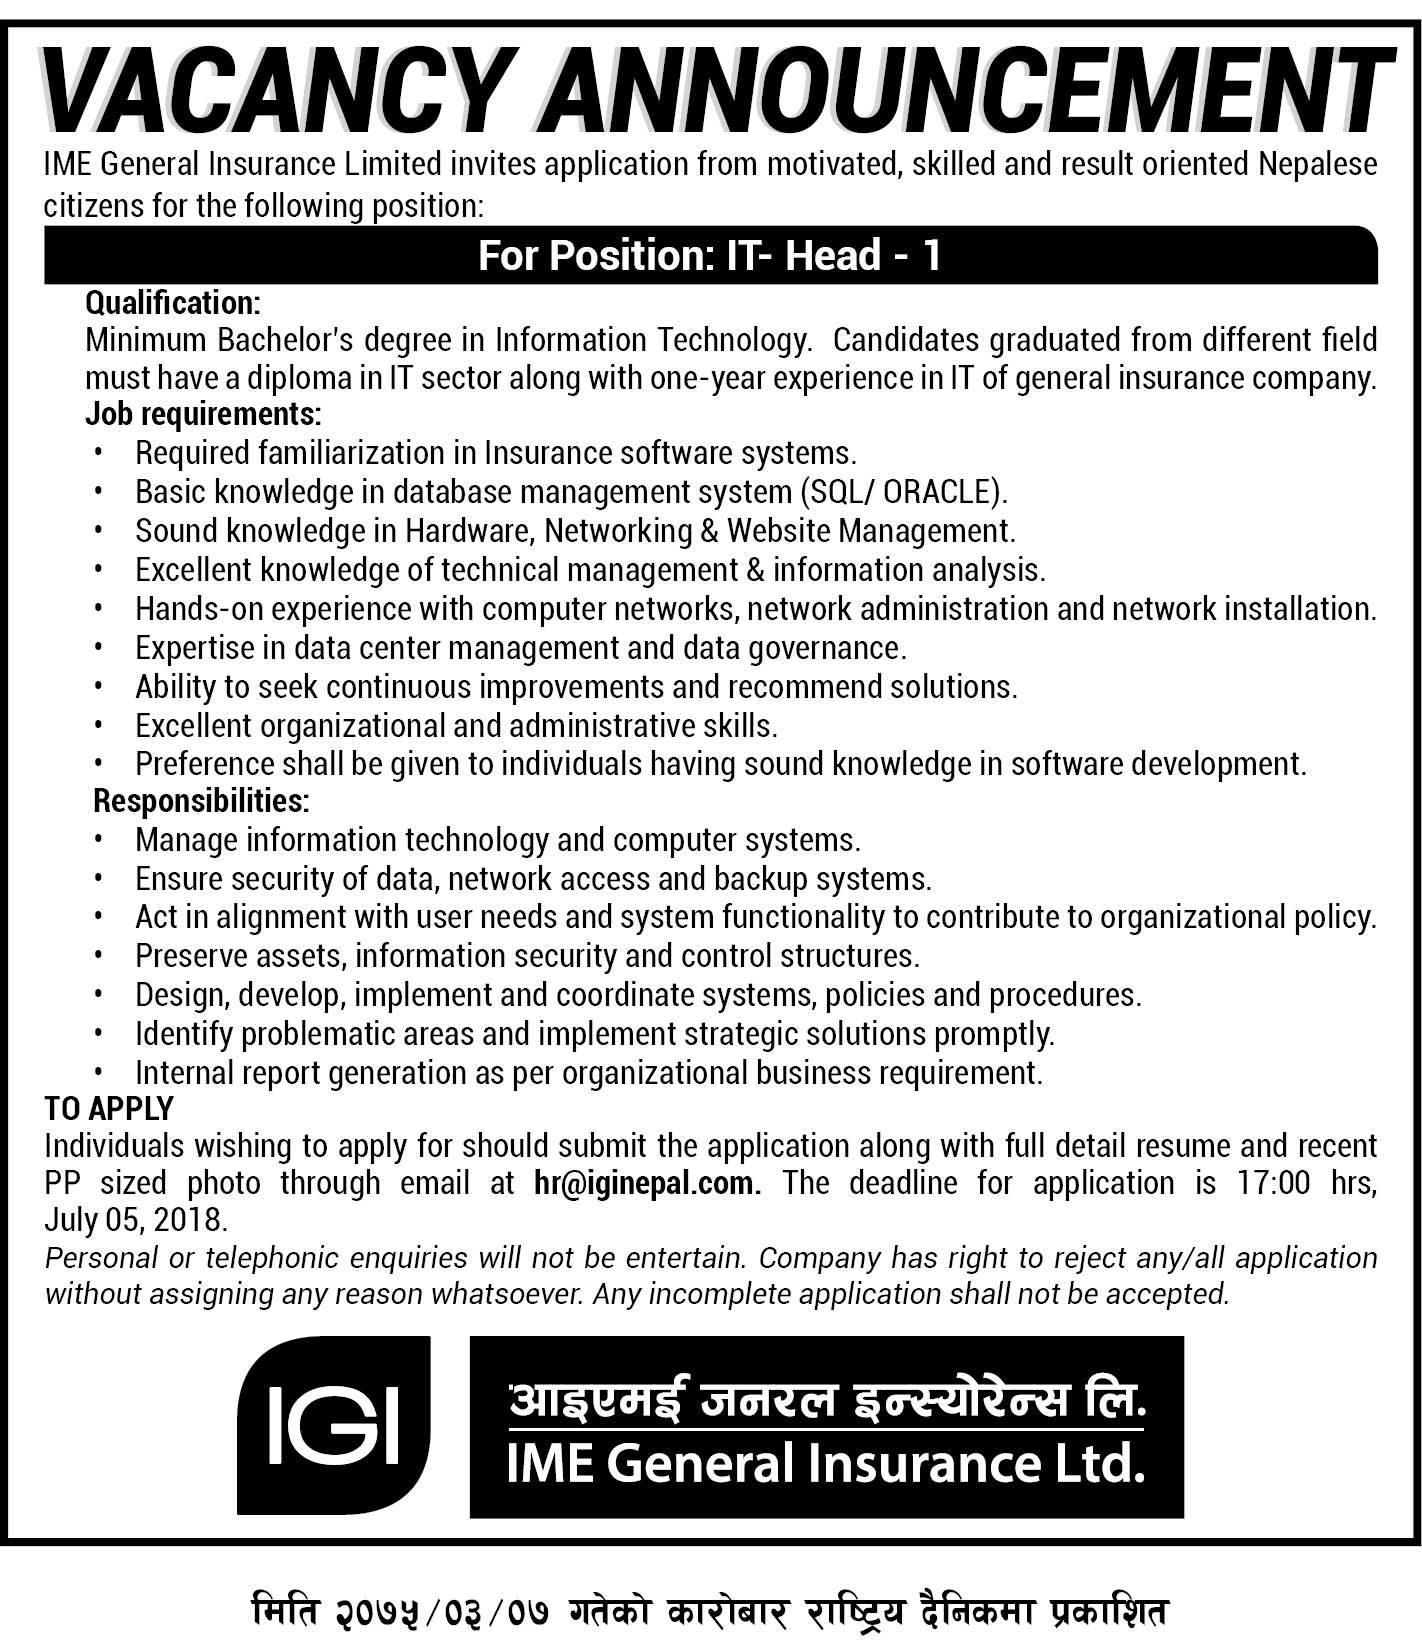 VACANCY ANNOUNCEMENT
IME General Insurance Limited invites application from motivated, skilled and result oriented Nepalese
citizens for the following position:
For Position: IT- Head - 1
Qualification:
Minimum Bachelor's degree in Information Technology. Candidates graduated from different field
must have a diploma in IT sector along with one-year experience in IT of general insurance company.
Job requirements:
• Required familiarization in Insurance software systems.
• Basic knowledge in database management system (SQL/ ORACLE).
• Sound knowledge in Hardware, Networking & Website Management.
• Excellent knowledge of technical management & information analysis.
• Hands-on experience with computer networks, network administration and network installation.
• Expertise in data center management and data governance.
• Ability to seek continuous improvements and recommend solutions.
• Excellent organizational and administrative skills.
• Preference shall be given to individuals having sound knowledge in software development.
Responsibilities:
• Manage information technology and computer systems.
• Ensure security of data, network access and backup systems.
• Act in alignment with user needs and system functionality to contribute to organizational policy.
• Preserve assets, information security and control structures.
• Design, develop, implement and coordinate systems, policies and procedures.
• Identify problematic areas and implement strategic solutions promptly.
• Internal report generation as per organizational business requirement.
TO APPLY
Individuals wishing to apply for should submit the application along with full detail resume and recent
PP sized photo through email at hr@iginepal.com. The deadline for application is 17:00 hrs,
July 05, 2018.
Personal or telephonic enquiries will not be entertain. Company has right to reject any/all application
without assigning any reason whatsoever. Any incomplete application shall not be accepted.
IGI
आइएमई जनरल इन्स्योरेन्स लि.
IME General Insurance Ltd.
मिति २०७५/०३/०७ गतेको कारोबार राष्ट्रिय दैनिकमा प्रकाशित